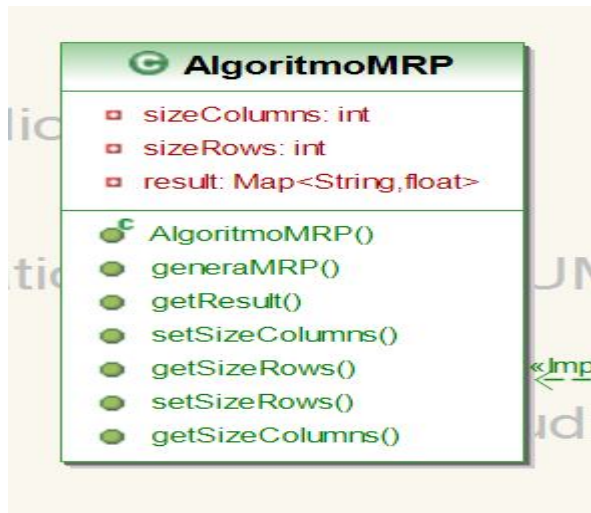 AlgoritmoMRP
sizeColumns: int
sizeRows: int
result: Map<String,float>
AlgoritmoMRP()
generaMRP()
getResult()
setSizeColumns()
getSizeRows()
setSizeRows()
getSizeColumns()
«Imp